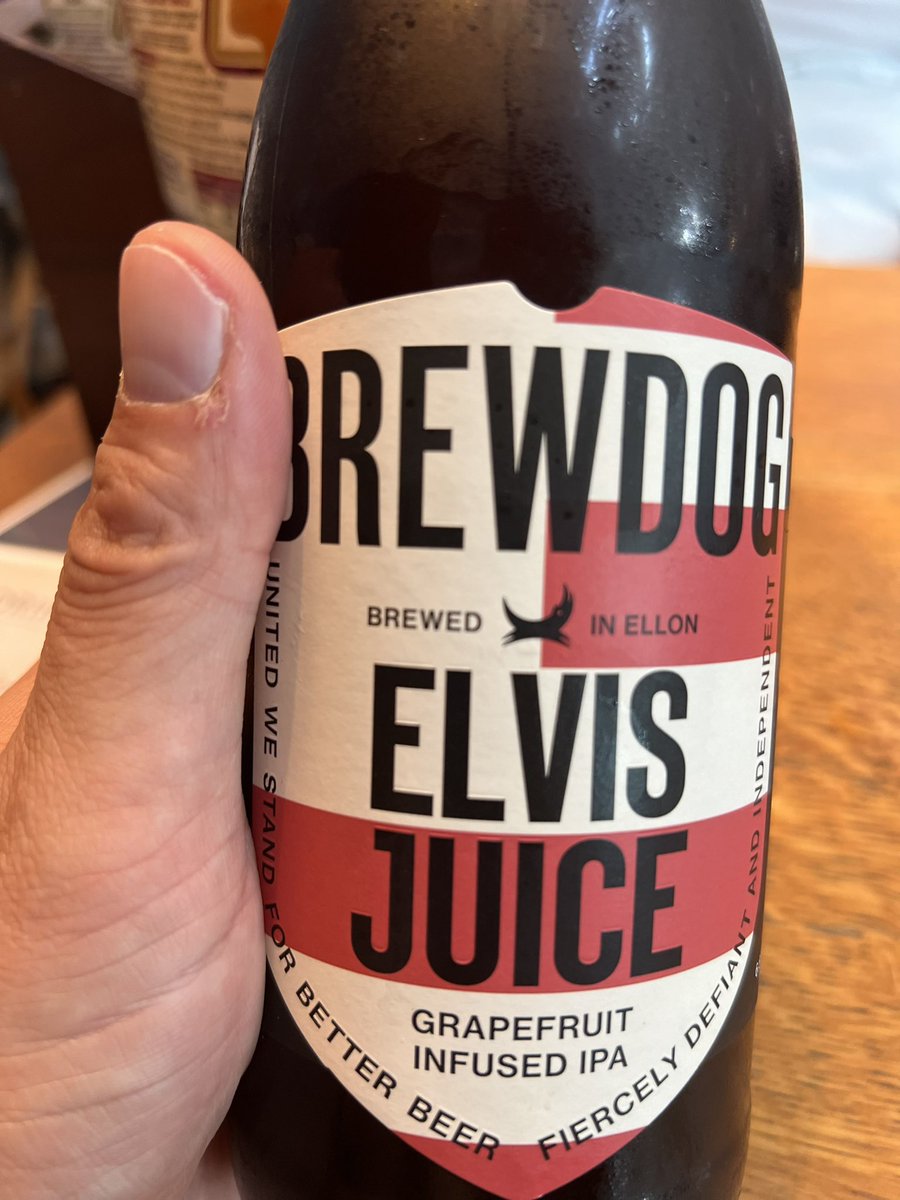 BREWDOG
BREWED IN ELLON
ELVIS
JUICE
GRAPEFRUIT
INFUSED IPA
UNITED WE STAND FOR BETTER BEER
FIERCELY DEFIANT AND INDEPENDENT